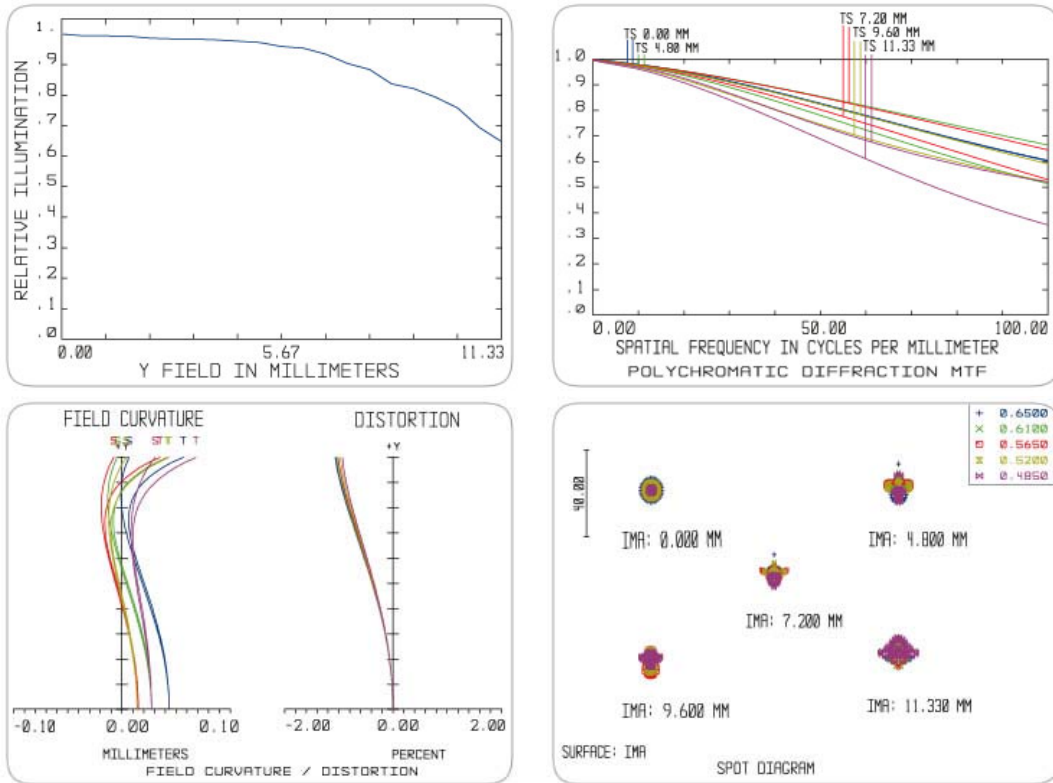 RELATIVE ILLUMINATION
1.
.9
.8
.7
.6
.5
.4
.3
.2
.1
.0
0.00 5.67 11.33
Y FIELD IN MILLIMETERS
TS 7.20 MM
TS 0.00 MM TS 9.60 MM
TS 4.80 MM TS 11.33 MM
1.0
.9
.8
.7
.6
.5
.4
.3
.2
.1
.0
0.00 50.00 100.00
SPATIAL FREQUENCY IN CYCLES PER MILLIMETER
POLYCHROMATIC DIFFRACTION MTF
FIELD CURVATURE DISTORTION
+Y +Y
-0.10 0.00 0.10 -2.00 0.00 2.00
MILLIMETERS PERCENT
FIELD CURVATURE / DISTORTION
0.6500
0.6100
0.5650
0.5200
0.4850
40.00
IMA: 0.000 MM IMA: 4.800 MM
IMA: 7.200 MM
IMA: 9.600 MM IMA: 11.330 MM
SURFACE: IMA
SPOT DIAGRAM